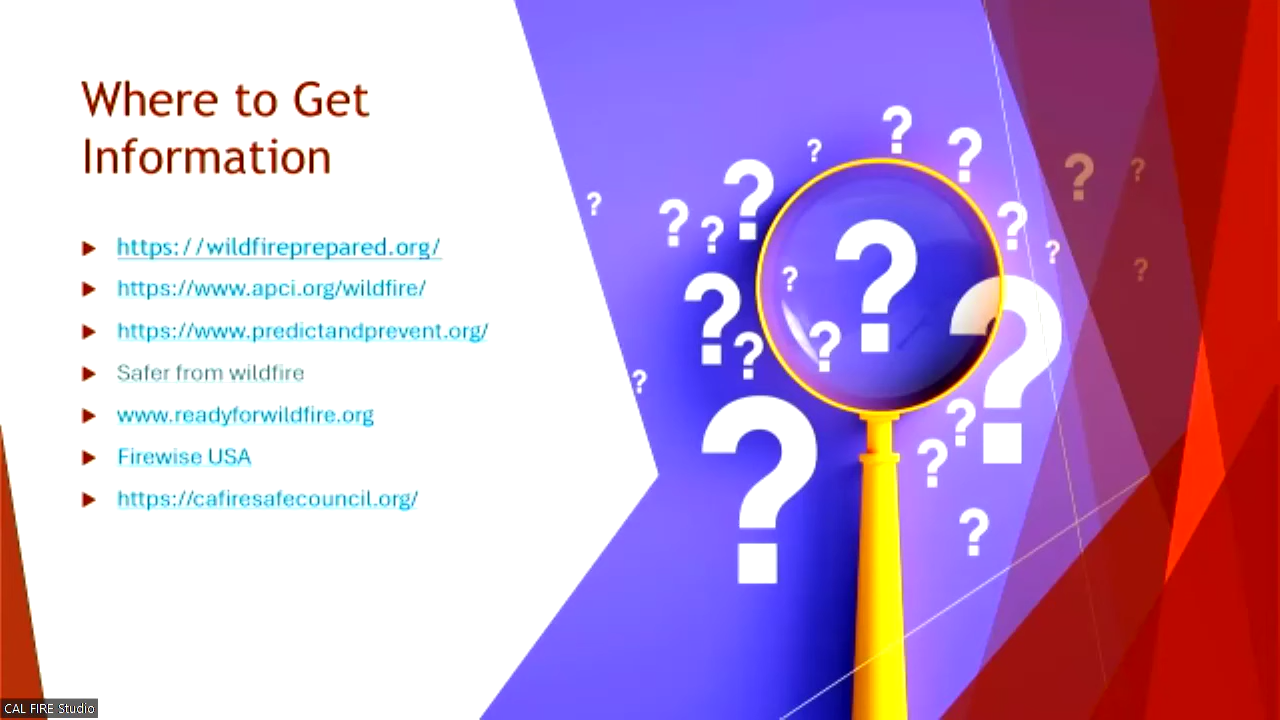 Where to Get
Information
https://wildfireprepared.org/
https://www.apci.org/wildfire/
https://www.predictandprevent.org/
Safer from wildfire
www.readyforwildfire.org
Firewise USA
https://cafiresafecouncil.org/
CAL FIRE Studio